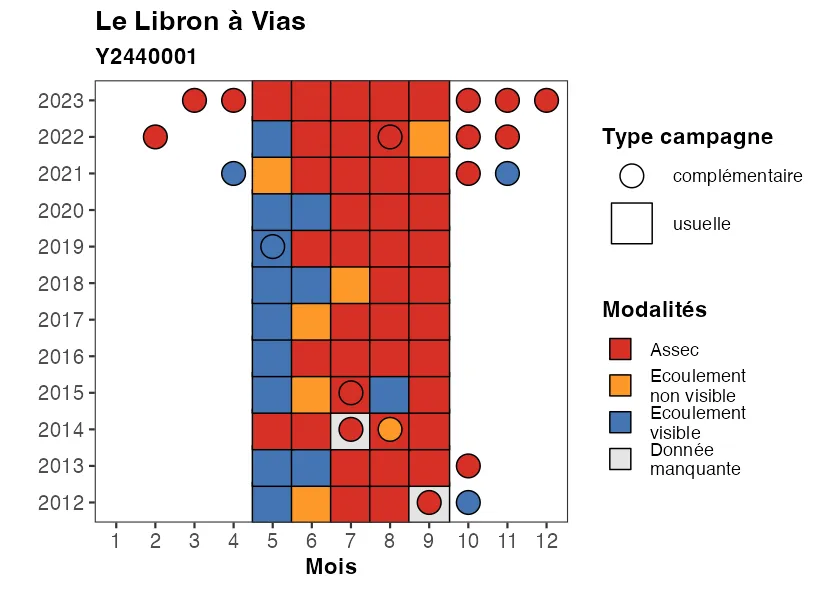 Le Libron à Vias
Y2440001
2023
2022
2021
2020
2019
2018
2017
2016
2015
2014
2013
2012
1 2 3 4 5 6 7 8 9 10 11 12
Mois
Type campagne
complémentaire
usuelle
Modalités
Assec
Ecoulement
non visible
Ecoulement
visible
Donnée
manquante